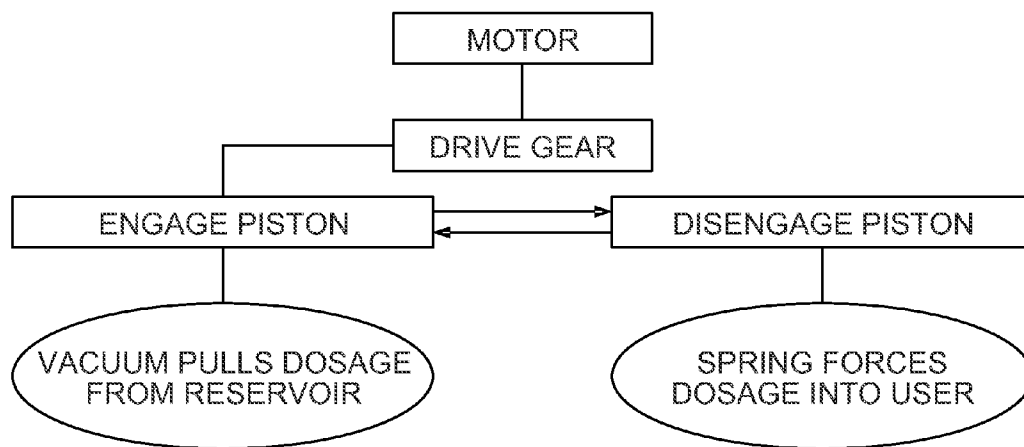 MOTOR
DRIVE GEAR
ENGAGE PISTON
DISENGAGE PISTON
VACUUM PULLS DOSAGE
FROM RESERVOIR
SPRING FORCES
DOSAGE INTO USER